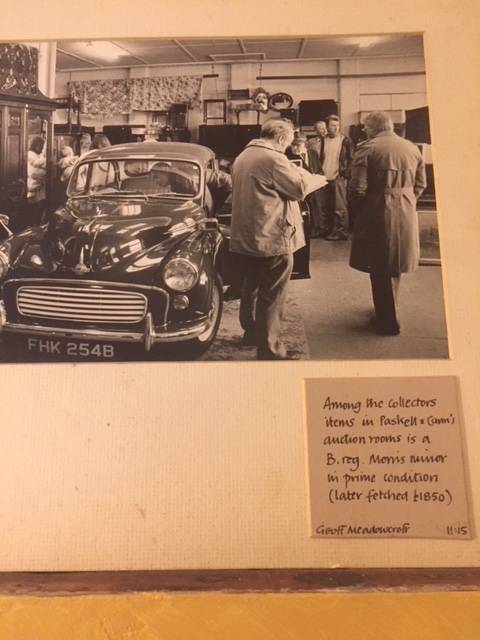 FHK 254B
Among the collectors
items in Paskell & Cann's
auction rooms is a
B. reg. Morris minor
in prime condition
(later fetched £1850)
Geoff Meadowcroft 11:15